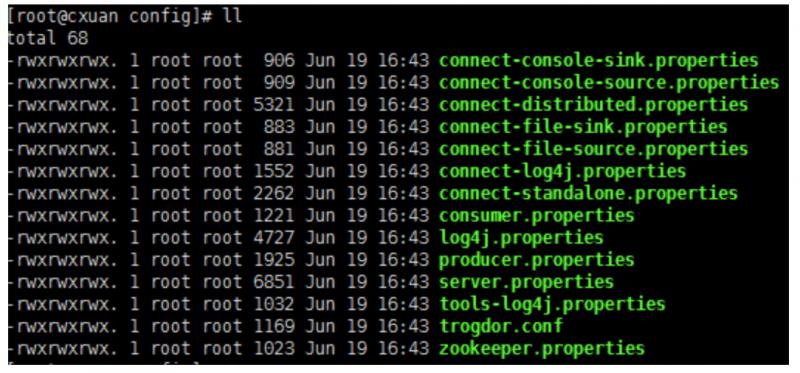 [root@cxuan config]# ll
total 68
-rwxrwxrwx. 1 root root  906 Jun 19 16:43 connect-console-sink.properties
-rwxrwxrwx. 1 root root  909 Jun 19 16:43 connect-console-source.properties
-rwxrwxrwx. 1 root root 5321 Jun 19 16:43 connect-distributed.properties
-rwxrwxrwx. 1 root root  883 Jun 19 16:43 connect-file-sink.properties
-rwxrwxrwx. 1 root root  881 Jun 19 16:43 connect-file-source.properties
-rwxrwxrwx. 1 root root 1552 Jun 19 16:43 connect-log4j.properties
-rwxrwxrwx. 1 root root 2262 Jun 19 16:43 connect-standalone.properties
-rwxrwxrwx. 1 root root 1221 Jun 19 16:43 consumer.properties
-rwxrwxrwx. 1 root root 4727 Jun 19 16:43 log4j.properties
-rwxrwxrwx. 1 root root 1925 Jun 19 16:43 producer.properties
-rwxrwxrwx. 1 root root 6851 Jun 19 16:43 server.properties
-rwxrwxrwx. 1 root root 1032 Jun 19 16:43 tools-log4j.properties
-rwxrwxrwx. 1 root root 1169 Jun 19 16:43 trogdor.conf
-rwxrwxrwx. 1 root root 1023 Jun 19 16:43 zookeeper.properties